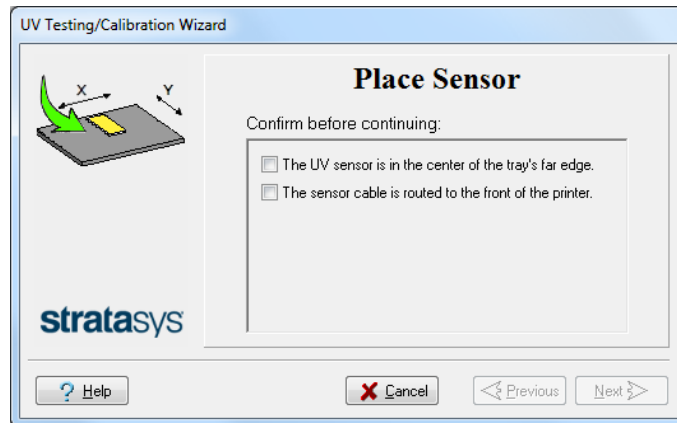 UV Testing/Calibration Wizard
X
Y
Place Sensor
Confirm before continuing:
The UV sensor is in the center of the tray's far edge.
The sensor cable is routed to the front of the printer.
stratasys
? Help
Cancel
Previous
Next